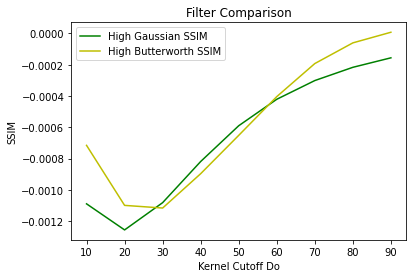 Filter Comparison
High Gaussian SSIM
High Butterworth SSIM
0.0000
−0.0002
−0.0004
−0.0006
−0.0008
−0.0010
−0.0012
SSIM
10 20 30 40 50 60 70 80 90
Kernel Cutoff Do